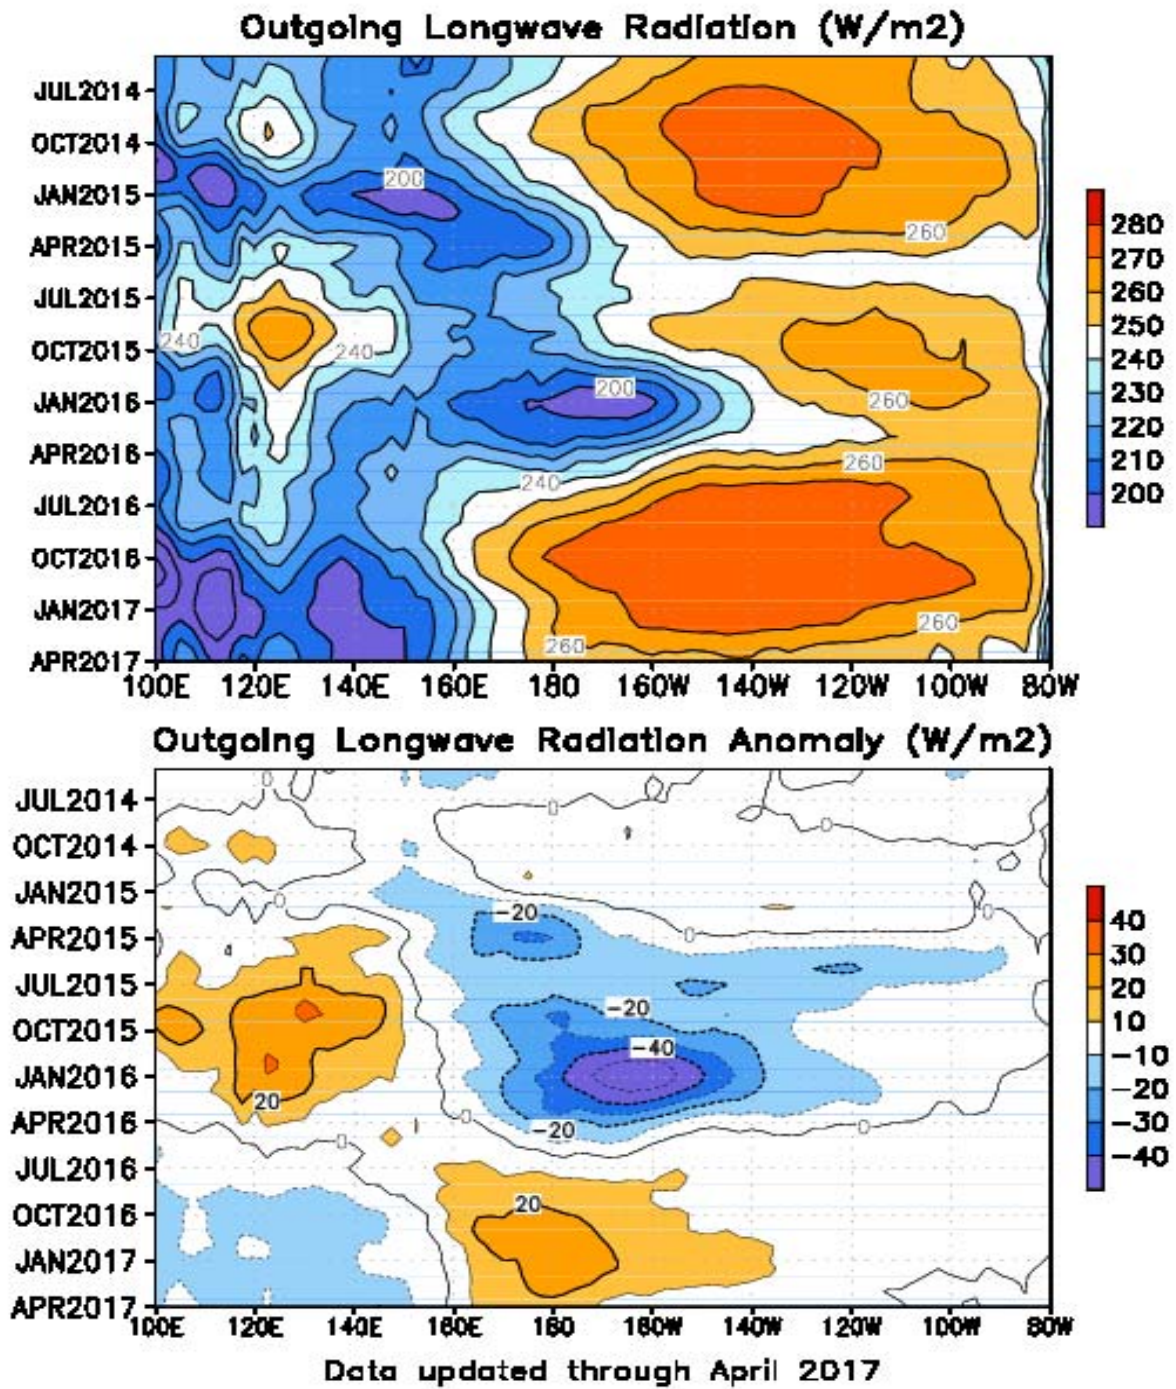 Outgoing Longwave Radiation (W/m2)
JUL2014
OCT2014
200
JAN2015
260
APR2015
JUL2015
240
240
OCT2015
200
JAN2016
260
APR2016
260
240
JUL2016
OCT2016
JAN2017
260
260
APR2017
280
270
260
250
240
230
220
210
200
100E 120E 140E 160E 180 160W 140W 120W 100W 80W
Outgoing Longwave Radiation Anomaly (W/m2)
0
JUL2014
0
0
OCT2014
JAN2015
0
-20
0
0
APR2015
JUL2015
-20
OCT2015
-40
JAN2016
20
0
0
APR2016
-20
0
JUL2016
20
OCT2016
JAN2017
APR2017
40
30
20
10
-10
-20
-30
-40
100E 120E 140E 160E 180 160W 140W 120W 100W 80W
Data updated through April 2017